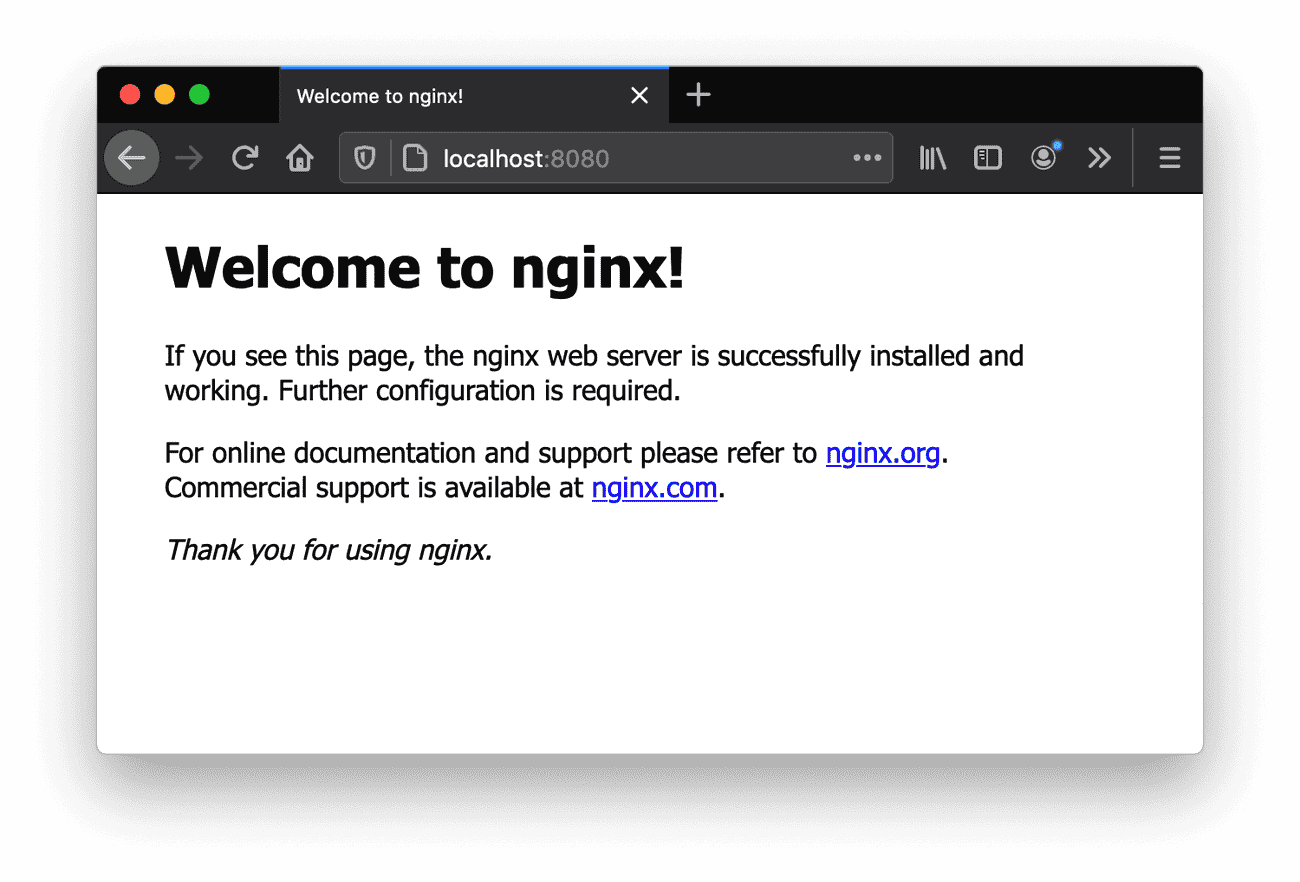 Welcome to nginx!
localhost:8080
Welcome to nginx!
If you see this page, the nginx web server is successfully installed and
working. Further configuration is required.
For online documentation and support please refer to nginx.org.
Commercial support is available at nginx.com.
Thank you for using nginx.